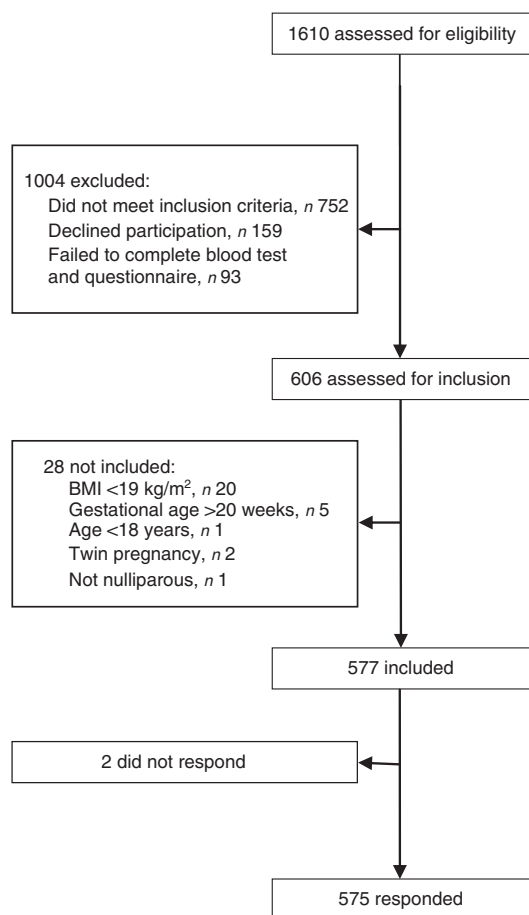 1610 assessed for eligibility
1004 excluded:
Did not meet inclusion criteria, n 752
Declined participation, n 159
Failed to complete blood test
and questionnaire, n 93
606 assessed for inclusion
28 not included:
BMI <19 kg/m², n 20
Gestational age >20 weeks, n 5
Age <18 years, n 1
Twin pregnancy, n 2
Not nulliparous, n 1
577 included
2 did not respond
575 responded